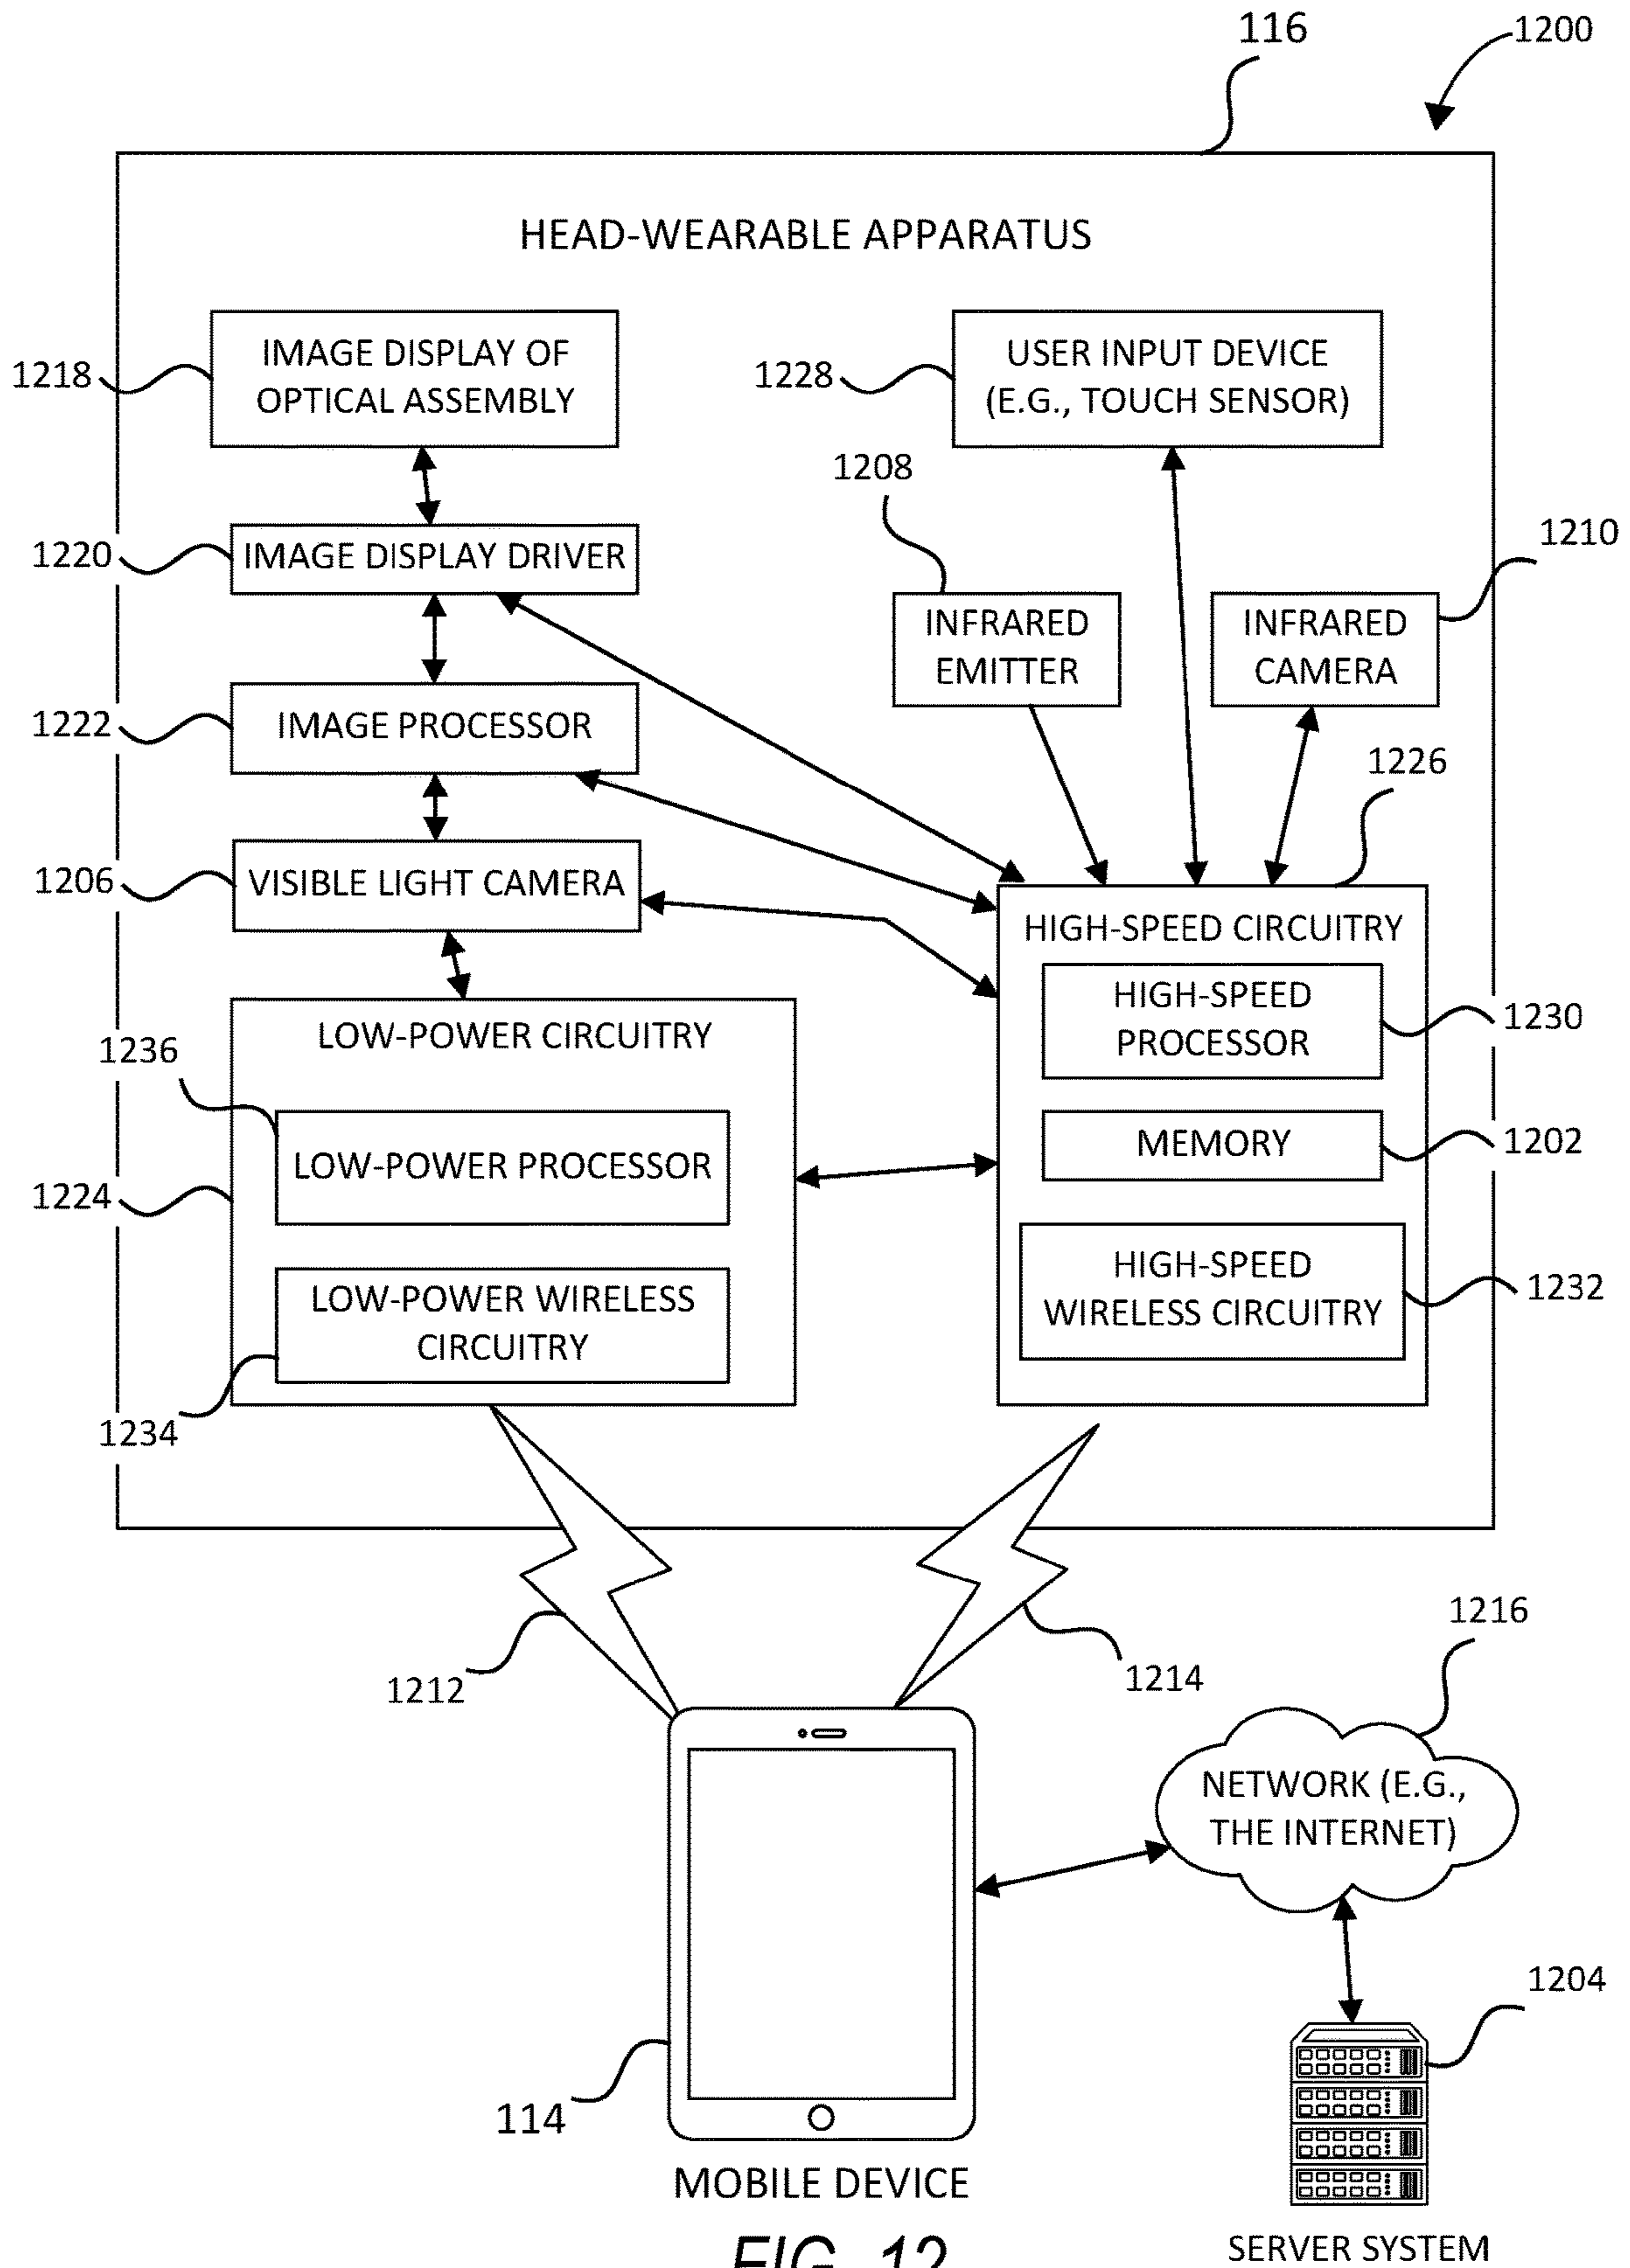 116
1200
HEAD-WEARABLE APPARATUS
1218
IMAGE DISPLAY OF
OPTICAL ASSEMBLY
1228
USER INPUT DEVICE
(E.G., TOUCH SENSOR)
1208
1220
IMAGE DISPLAY DRIVER
1210
INFRARED
EMITTER
INFRARED
CAMERA
1222
IMAGE PROCESSOR
1226
1206
VISIBLE LIGHT CAMERA
HIGH-SPEED CIRCUITRY
HIGH-SPEED
PROCESSOR
1230
LOW-POWER CIRCUITRY
1236
MEMORY
1202
LOW-POWER PROCESSOR
1224
HIGH-SPEED
WIRELESS CIRCUITRY
1232
LOW-POWER WIRELESS
CIRCUITRY
1234
1212
1214
1216
NETWORK (E.G.,
THE INTERNET)
1204
114
MOBILE DEVICE
SERVER SYSTEM
FIG. 12